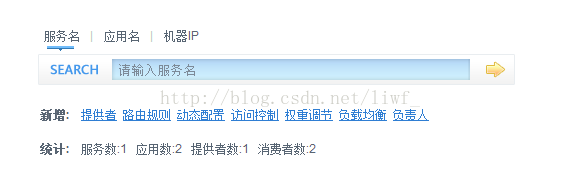 服务名 | 应用名 | 机器IP
SEARCH 请输入服务名
http://blog.csdn.net/liwf
新增: 提供者 路由规则 动态配置 访问控制 权重调节 负载均衡 负责人
统计: 服务数:1 应用数:2 提供者数:1 消费者数:2